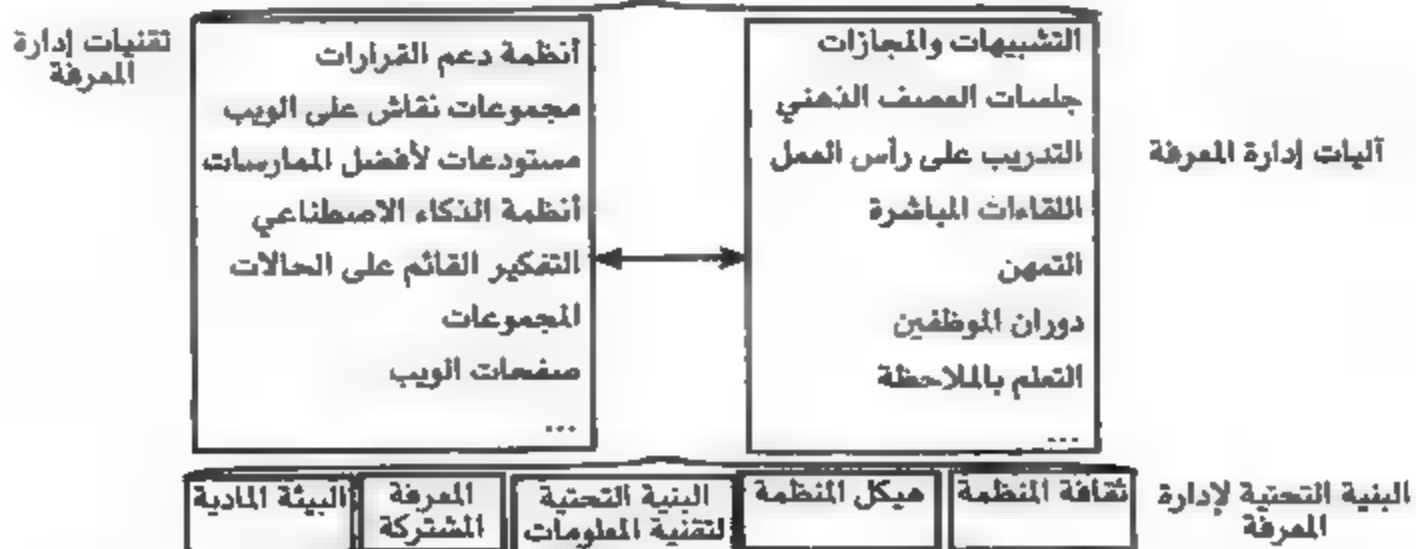 آليات إدارة المعرفة
التشبيهات والمجازات
جلسات العصف الذهني
التدريب على رأس العمل
اللقاءات المباشرة
التمهن
دوران الموظفين
التعلم بالملاحظة
...
تقنيات إدارة
المعرفة
أنظمة دعم القرارات
مجموعات نقاش على الويب
مستودعات لأفضل الممارسات
أنظمة الذكاء الاصطناعي
التفكير القائم على الحالات
المجموعات
صفحات الويب
...
البنية التحتية لإدارة
المعرفة
ثقافة المنظمة
هيكل المنظمة
البنية التحتية
لتقنية المعلومات
المعرفة
المشتركة
البيئة المادية